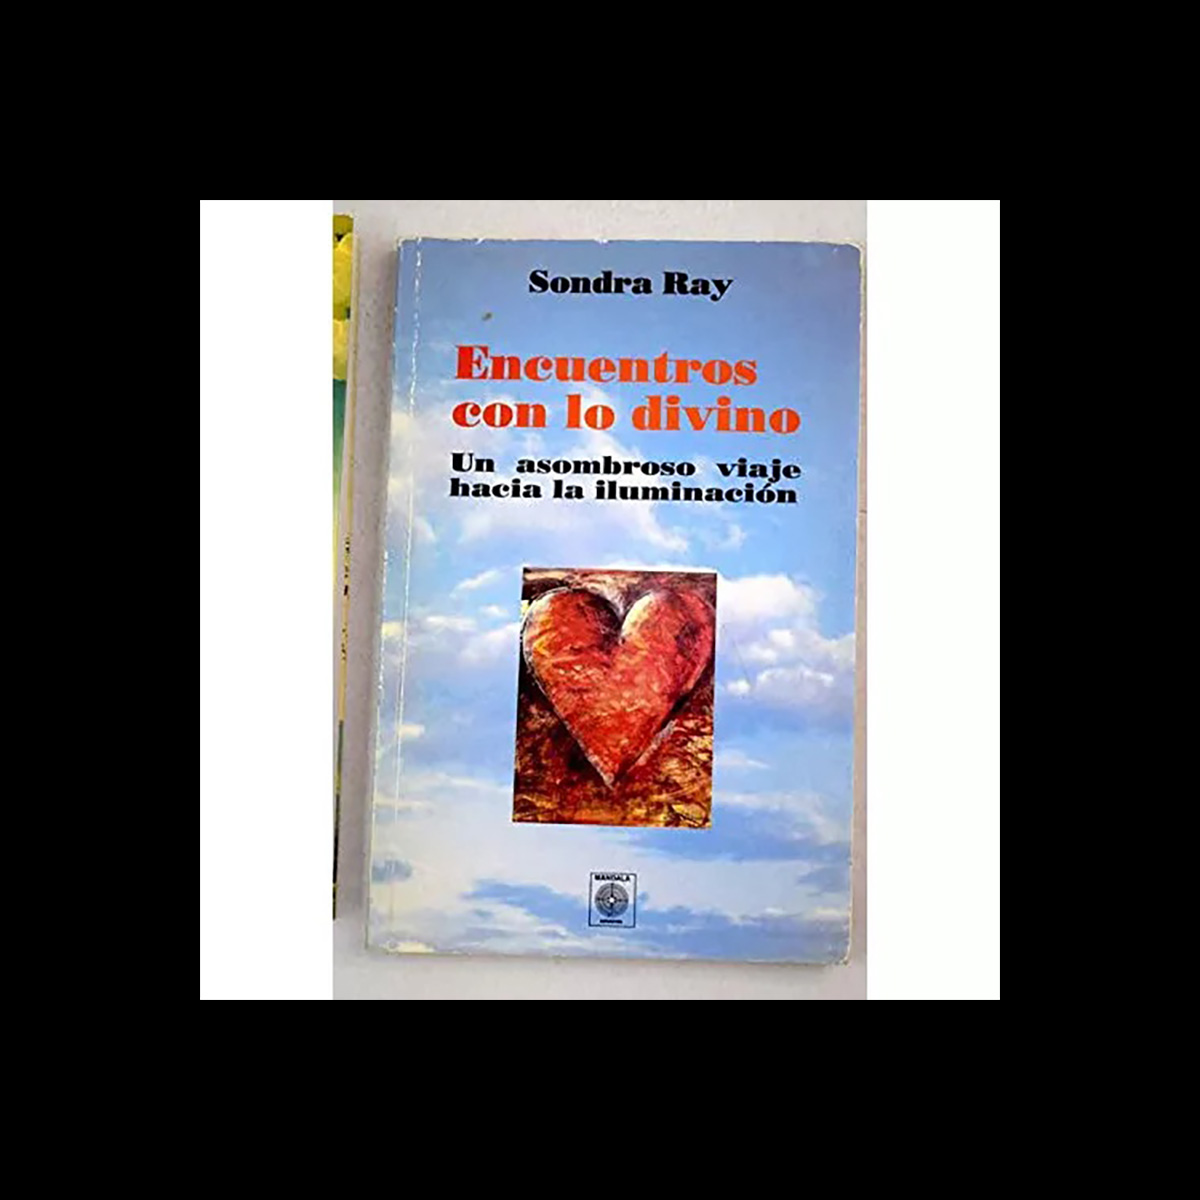 Sondra Ray
Encuentros
con lo divino
Un asombroso viaje
hacia la iluminación
MANDALA